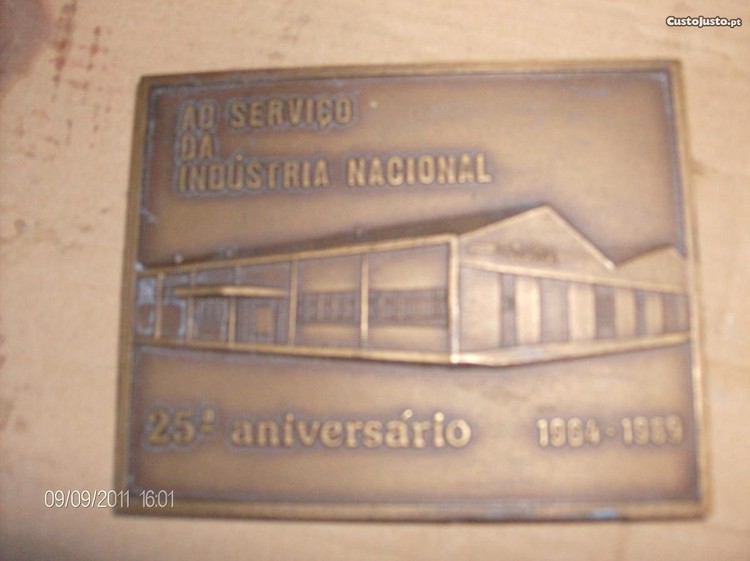 CustoJusto.pt
AO SERVIÇO
DA
INDÚSTRIA NACIONAL
25º aniversário 1964-1989
09/09/2011 16:01